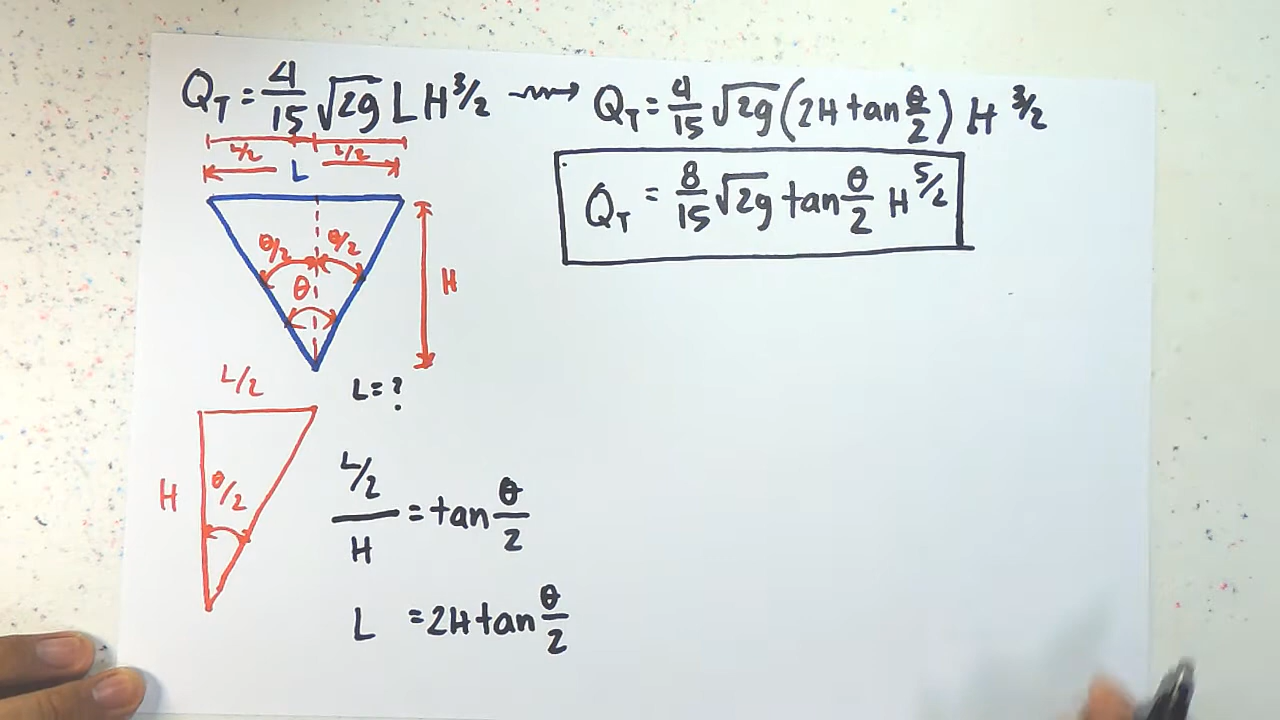 Q_T = 4/15 √2g L H^3/2 ⟿ Q_T = 4/15 √2g (2H tan θ/2) H^3/2
L/2 L/2
L
Q_T = 8/15 √2g tan θ/2 H^5/2
θ/2 θ/2
θ
H
L/2
L = ?
H
θ/2
L/2 / H = tan θ/2
L = 2H tan θ/2